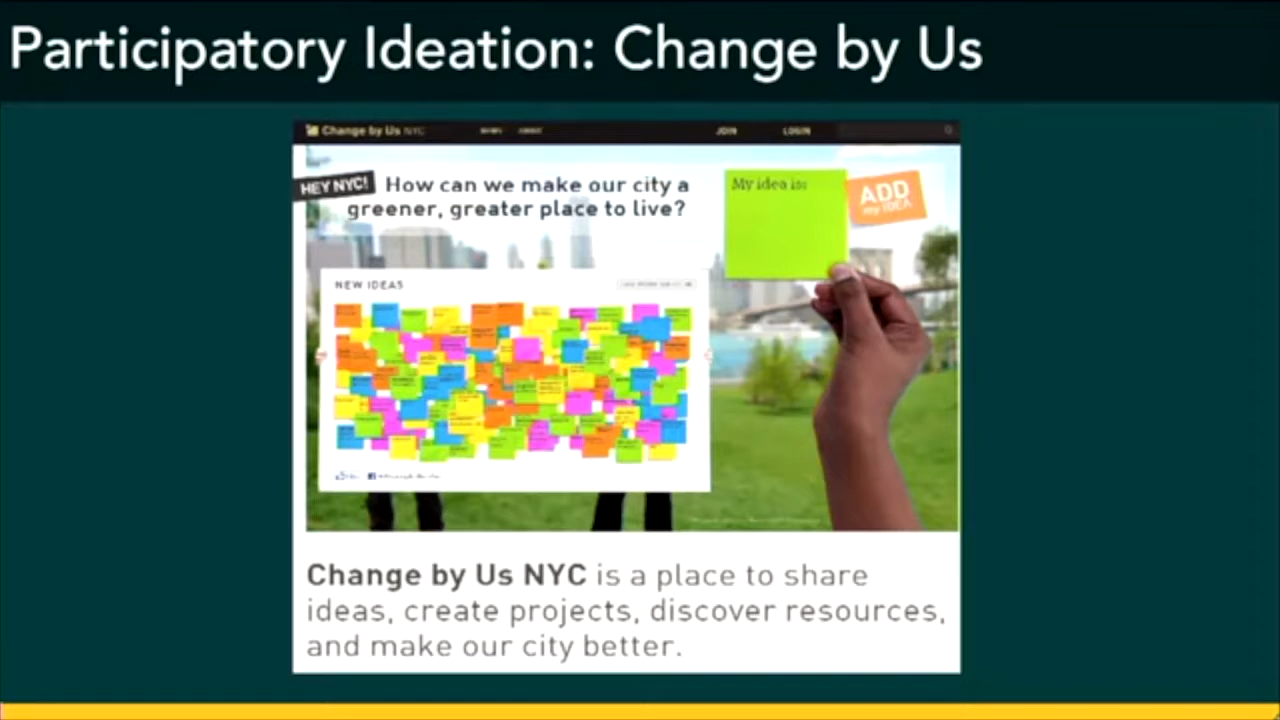 Participatory Ideation: Change by Us
Change by Us NYC
NEWS ABOUT
JOIN LOGIN
HEY NYC! How can we make our city a
greener, greater place to live?
My idea is:
ADD
my IDEA
NEW IDEAS
Change by Us NYC is a place to share
ideas, create projects, discover resources,
and make our city better.